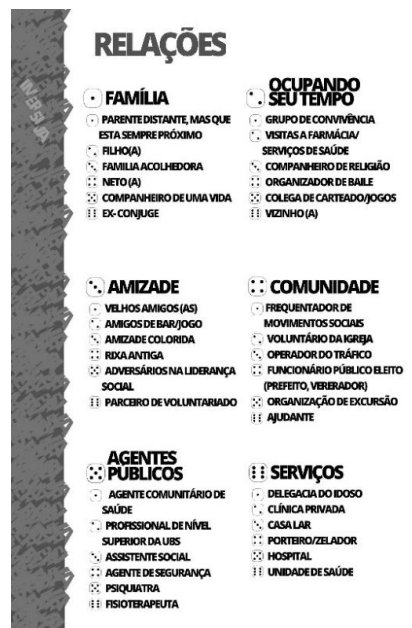 RELAÇÕES
FAMÍLIA
PARENTE DISTANTE, MAS QUE
ESTA SEMPRE PRÓXIMO
FILHO(A)
FAMILIA ACOLHEDORA
NETO (A)
COMPANHEIRO DE UMA VIDA
EX- CONJUGE
OCUPANDO
SEU TEMPO
GRUPO DE CONVIVÊNCIA
VISITAS A FARMÁCIA/
SERVIÇOS DE SAÚDE
COMPANHEIRO DE RELIGIÃO
ORGANIZADOR DE BAILE
COLEGA DE CARTEADO/JOGOS
VIZINHO (A)
AMIZADE
VELHOS AMIGOS (AS)
AMIGOS DE BAR/JOGO
AMIZADE COLORIDA
RIXA ANTIGA
ADVERSÁRIOS NA LIDERANÇA
SOCIAL
PARCEIRO DE VOLUNTARIADO
COMUNIDADE
FREQUENTADOR DE
MOVIMENTOS SOCIAIS
VOLUNTÁRIO DA IGREJA
OPERADOR DO TRÁFICO
FUNCIONÁRIO PÚBLICO ELEITO
(PREFEITO, VERERADOR)
ORGANIZAÇÃO DE EXCURSÃO
AJUDANTE
AGENTES
PÚBLICOS
AGENTE COMUNITÁRIO DE
SAÚDE
PROFISSIONAL DE NÍVEL
SUPERIOR DA UBS
ASSISTENTE SOCIAL
AGENTE DE SEGURANÇA
PSIQUIATRA
FISIOTERAPEUTA
SERVIÇOS
DELEGACIA DO IDOSO
CLÍNICA PRIVADA
CASA LAR
PORTEIRO/ZELADOR
HOSPITAL
UNIDADE DE SAÚDE